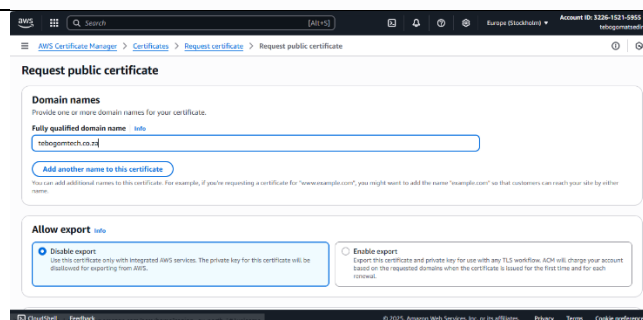 aws
Search
[Alt+S]
Europe (Stockholm)
Account ID: 3226-1521-5955
AWS Certificate Manager > Certificates > Request certificate > Request public certificate
Request public certificate
Domain names
Provide one or more domain names for your certificate.
Fully qualified domain name Info
tebogomtech.co.za
Add another name to this certificate
You can add additional names to this certificate. For example, if you're requesting a certificate for "www.example.com", you might want to add the name "example.com" so that customers can reach your site by either
name.
Allow export Info
Disable export
Use this certificate only with integrated AWS services. The private key for this certificate will be
disallowed for exporting from AWS.
Enable export
Export this certificate and private key for use with any TLS workflow. ACM will charge your account
based on the requested domains when the certificate is issued for the first time and for each
renewal.
CloudShell Feedback
© 2025, Amazon Web Services, Inc. or its affiliates. Privacy Terms Cookie preference